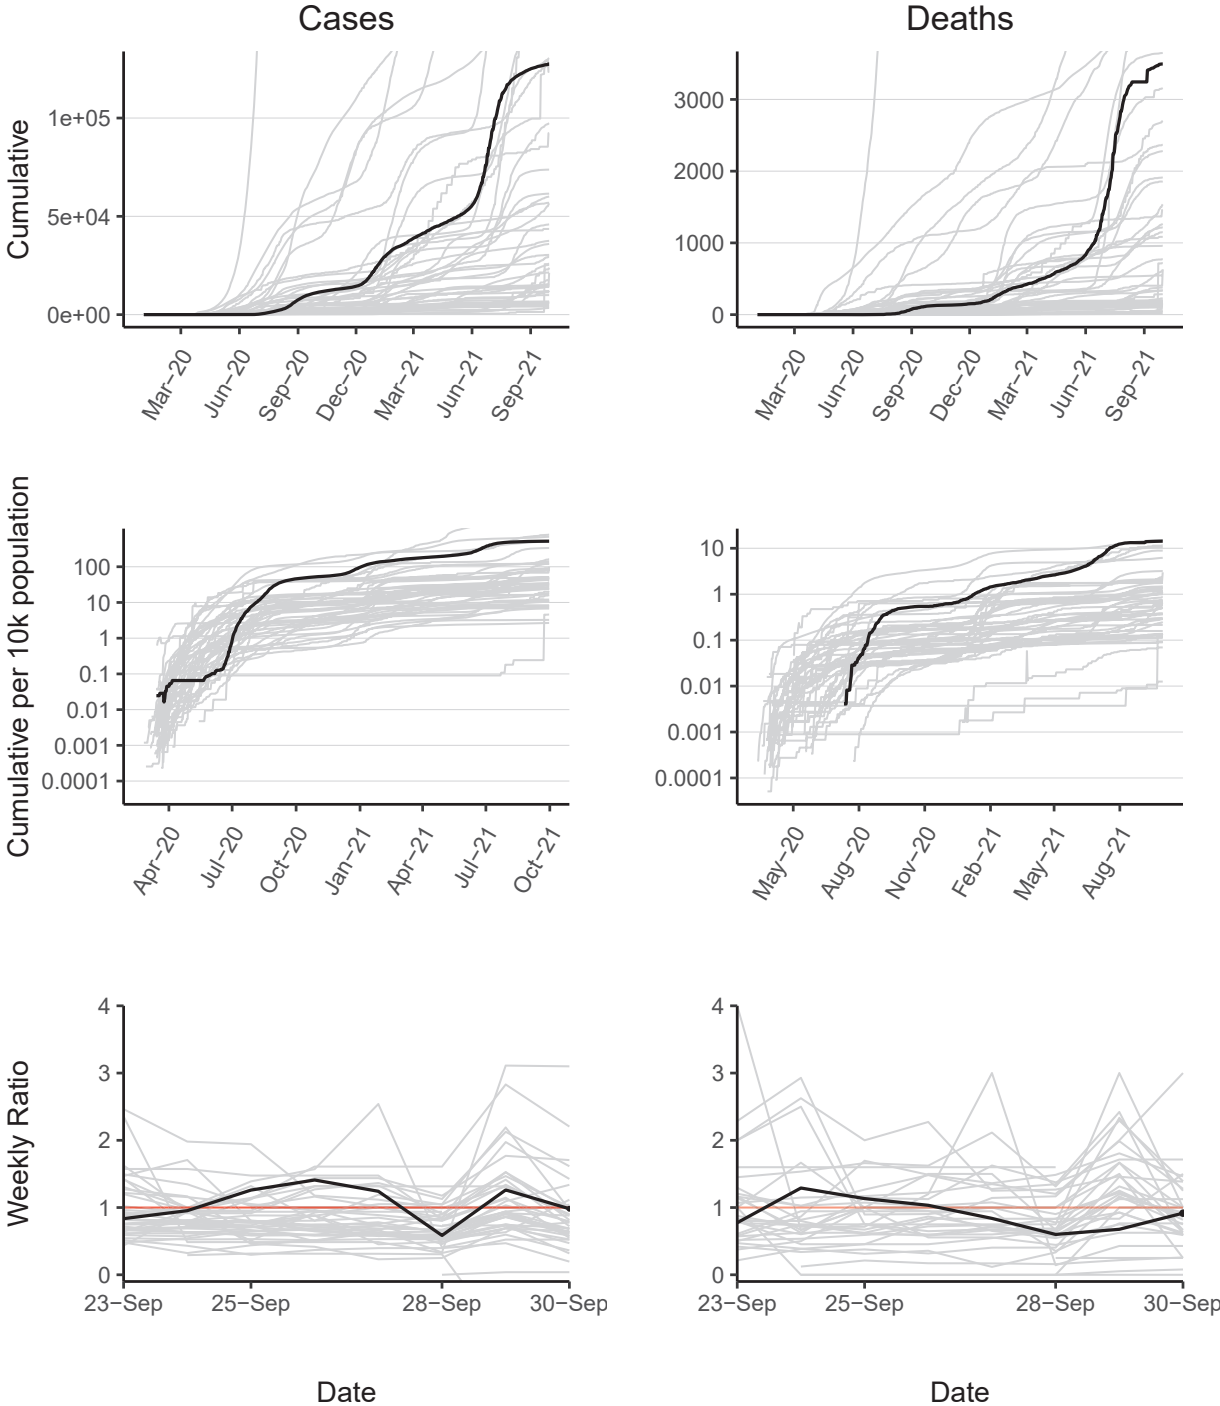 Cases
Deaths
Cumulative
1e+05
5e+04
0e+00
Mar−20
Jun−20
Sep−20
Dec−20
Mar−21
Jun−21
Sep−21
3000
2000
1000
0
Mar−20
Jun−20
Sep−20
Dec−20
Mar−21
Jun−21
Sep−21
Cumulative per 10k population
100
10
1
0.1
0.01
0.001
0.0001
Apr−20
Jul−20
Oct−20
Jan−21
Apr−21
Jul−21
Oct−21
10
1
0.1
0.01
0.001
0.0001
May−20
Aug−20
Nov−20
Feb−21
May−21
Aug−21
Weekly Ratio
4
3
2
1
0
23−Sep
25−Sep
28−Sep
30−Sep
Date
4
3
2
1
0
23−Sep
25−Sep
28−Sep
30−Sep
Date